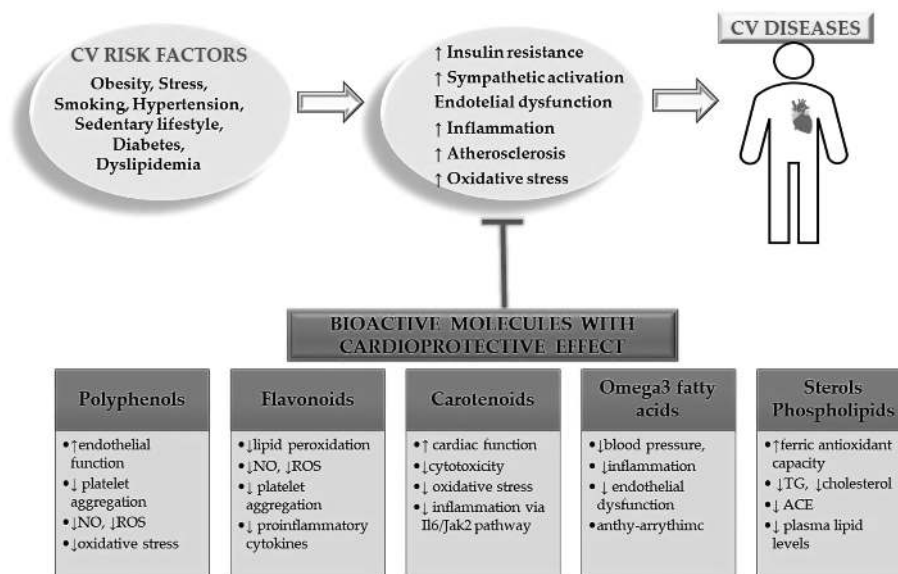 CV RISK FACTORS
Obesity, Stress,
Smoking, Hypertension,
Sedentary lifestyle,
Diabetes,
Dyslipidemia
↑ Insulin resistance
↑ Sympathetic activation
Endotelial dysfunction
↑ Inflammation
↑ Atherosclerosis
↑ Oxidative stress
CV DISEASES
BIOACTIVE MOLECULES WITH
CARDIOPROTECTIVE EFFECT
Polyphenols
•↑endothelial
function
•↓ platelet
aggregation
•↓NO, ↓ROS
•↓oxidative stress
Flavonoids
•↓lipid peroxidation
•↓NO, ↓ROS
•↓ platelet
aggregation
•↓ proinflammatory
cytokines
Carotenoids
•↑ cardiac function
•↓cytotoxicity
•↓ oxidative stress
•↓ inflammation via
Il6/Jak2 pathway
Omega3 fatty
acids
•↓blood pressure,
•↓inflammation
•↓ endothelial
dysfunction
•anthy-arrythimc
Sterols
Phospholipids
•↑ferric antioxidant
capacity
•↓TG, ↓cholesterol
•↓ ACE
•↓ plasma lipid
levels